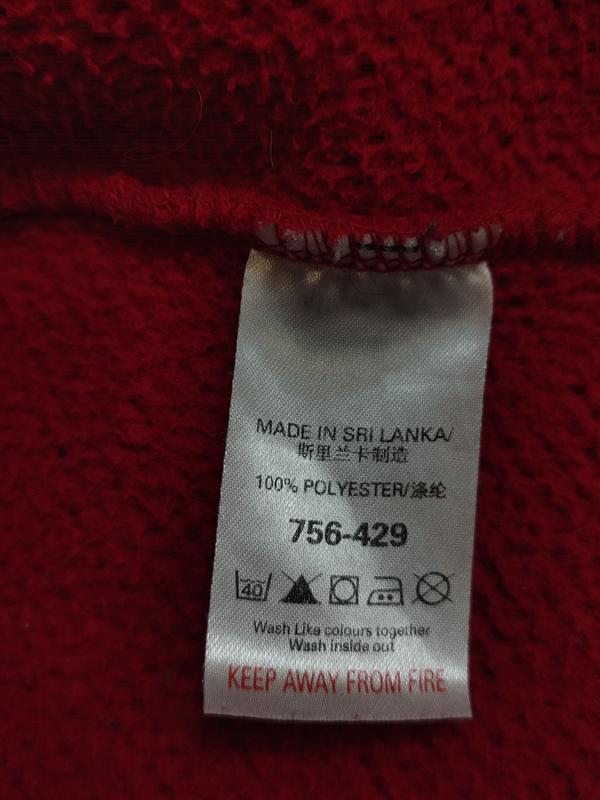 MADE IN SRI LANKA/
斯里兰卡制造
100% POLYESTER/涤纶
756-429
40
Wash Like colours together
Wash inside out
KEEP AWAY FROM FIRE